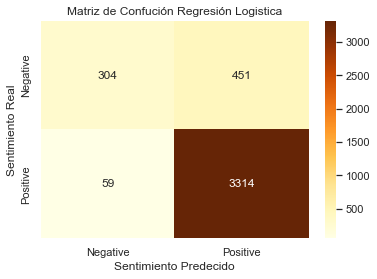 Matriz de Confución Regresión Logistica
Sentimiento Real
Negative
Positive
304
451
59
3314
Negative
Positive
Sentimiento Predecido
3000
2500
2000
1500
1000
500